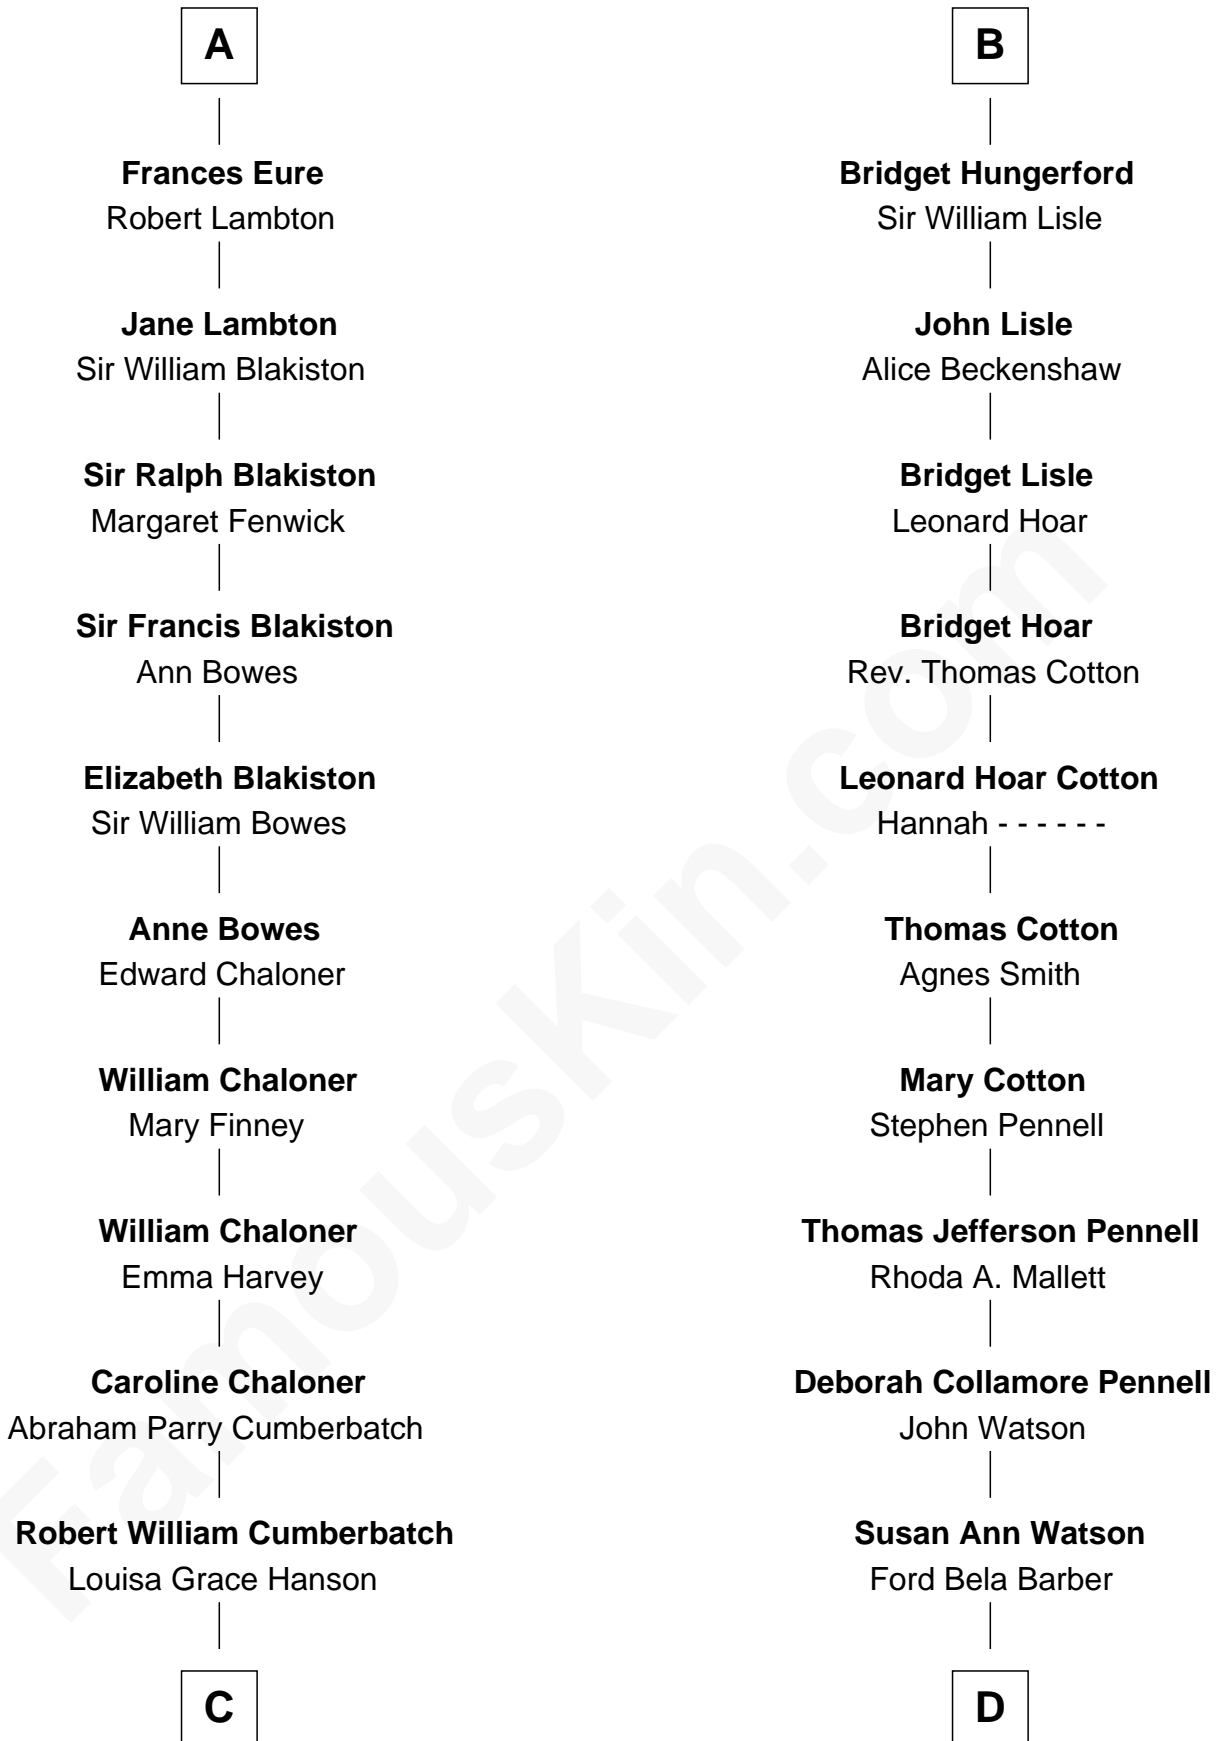 A
Frances Eure
Robert Lambton
Jane Lambton
Sir William Blakiston
Sir Ralph Blakiston
Margaret Fenwick
Sir Francis Blakiston
Ann Bowes
Elizabeth Blakiston
Sir William Bowes
Anne Bowes
Edward Chaloner
William Chaloner
Mary Finney
William Chaloner
Emma Harvey
Caroline Chaloner
Abraham Parry Cumberbatch
Robert William Cumberbatch
Louisa Grace Hanson
C
B
Bridget Hungerford
Sir William Lisle
John Lisle
Alice Beckenshaw
Bridget Lisle
Leonard Hoar
Bridget Hoar
Rev. Thomas Cotton
Leonard Hoar Cotton
Hannah - - - - - -
Thomas Cotton
Agnes Smith
Mary Cotton
Stephen Pennell
Thomas Jefferson Pennell
Rhoda A. Mallett
Deborah Collamore Pennell
John Watson
Susan Ann Watson
Ford Bela Barber
D
FamousKin.com